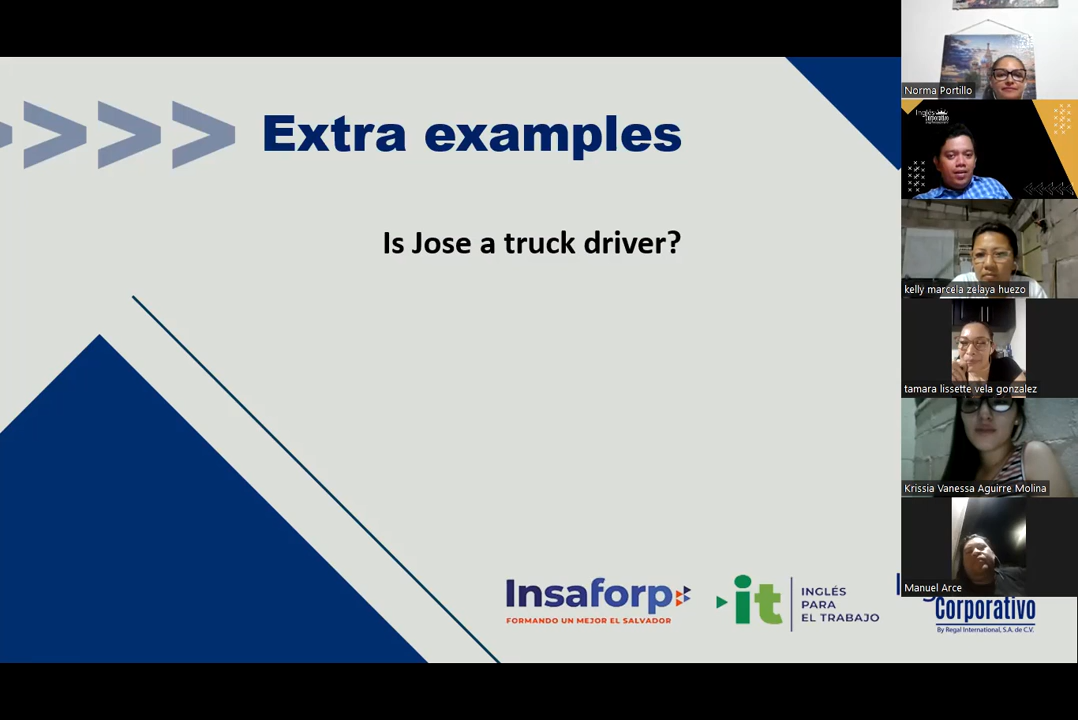 >>>> Extra examples
Is Jose a truck driver?
Insaforp
FORMANDO UN MEJOR EL SALVADOR
it
INGLÉS
PARA
EL TRABAJO
Corporativo
By Regal International, S.A. de C.V.
Norma Portillo
Inglés
Corporativo
kelly marcela zelaya huezo
tamara lissette vela gonzalez
Krissia Vanessa Aguirre Molina
Manuel Arce